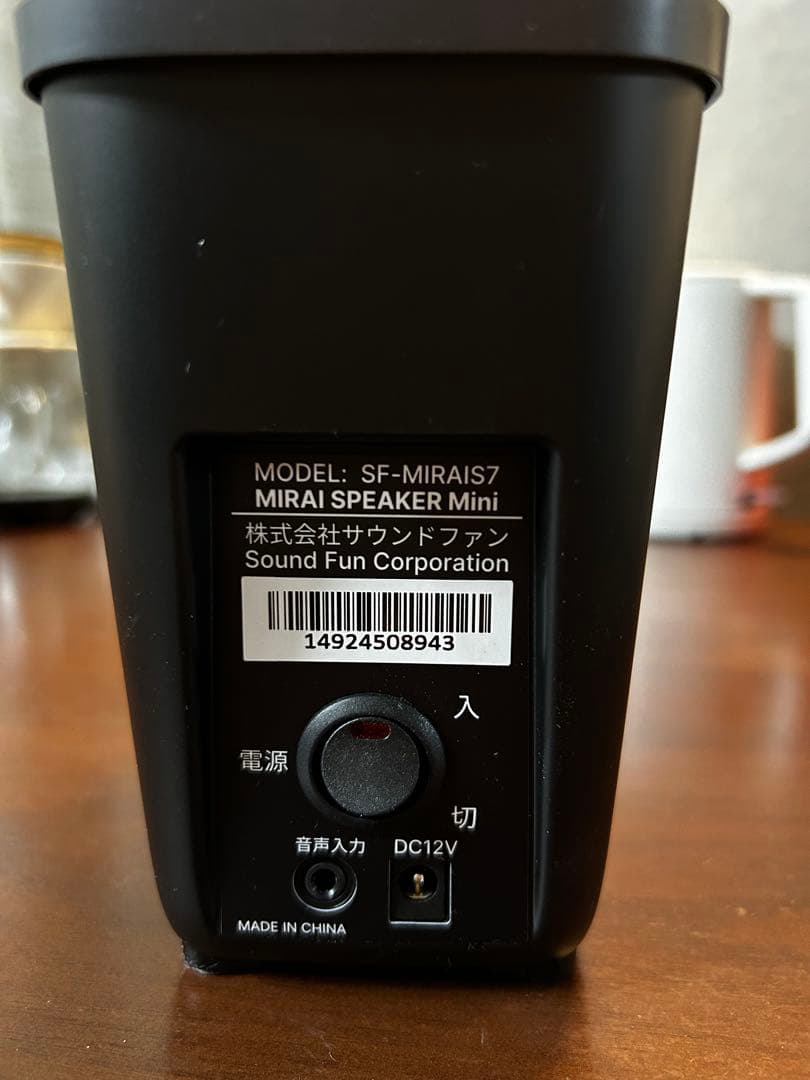 MODEL: SF-MIRAIS7
MIRAI SPEAKER Mini
株式会社サウンドファン
Sound Fun Corporation
14924508943
入
電源
切
音声入力 DC12V
MADE IN CHINA